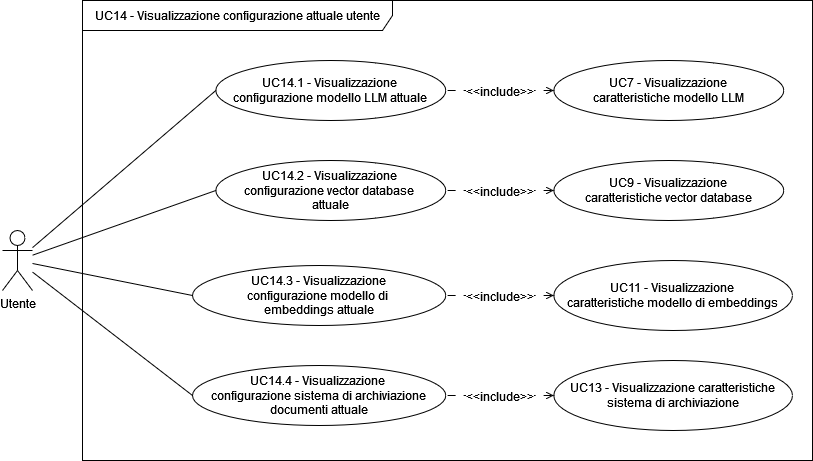 UC14 - Visualizzazione configurazione attuale utente
UC14.1 - Visualizzazione
configurazione modello LLM attuale
<<include>>
UC7 - Visualizzazione
caratteristiche modello LLM
UC14.2 - Visualizzazione
configurazione vector database
attuale
<<include>>
UC9 - Visualizzazione
caratteristiche vector database
Utente
UC14.3 - Visualizzazione
configurazione modello di
embeddings attuale
<<include>>
UC11 - Visualizzazione
caratteristiche modello di embeddings
UC14.4 - Visualizzazione
configurazione sistema di archiviazione
documenti attuale
<<include>>
UC13 - Visualizzazione caratteristiche
sistema di archiviazione